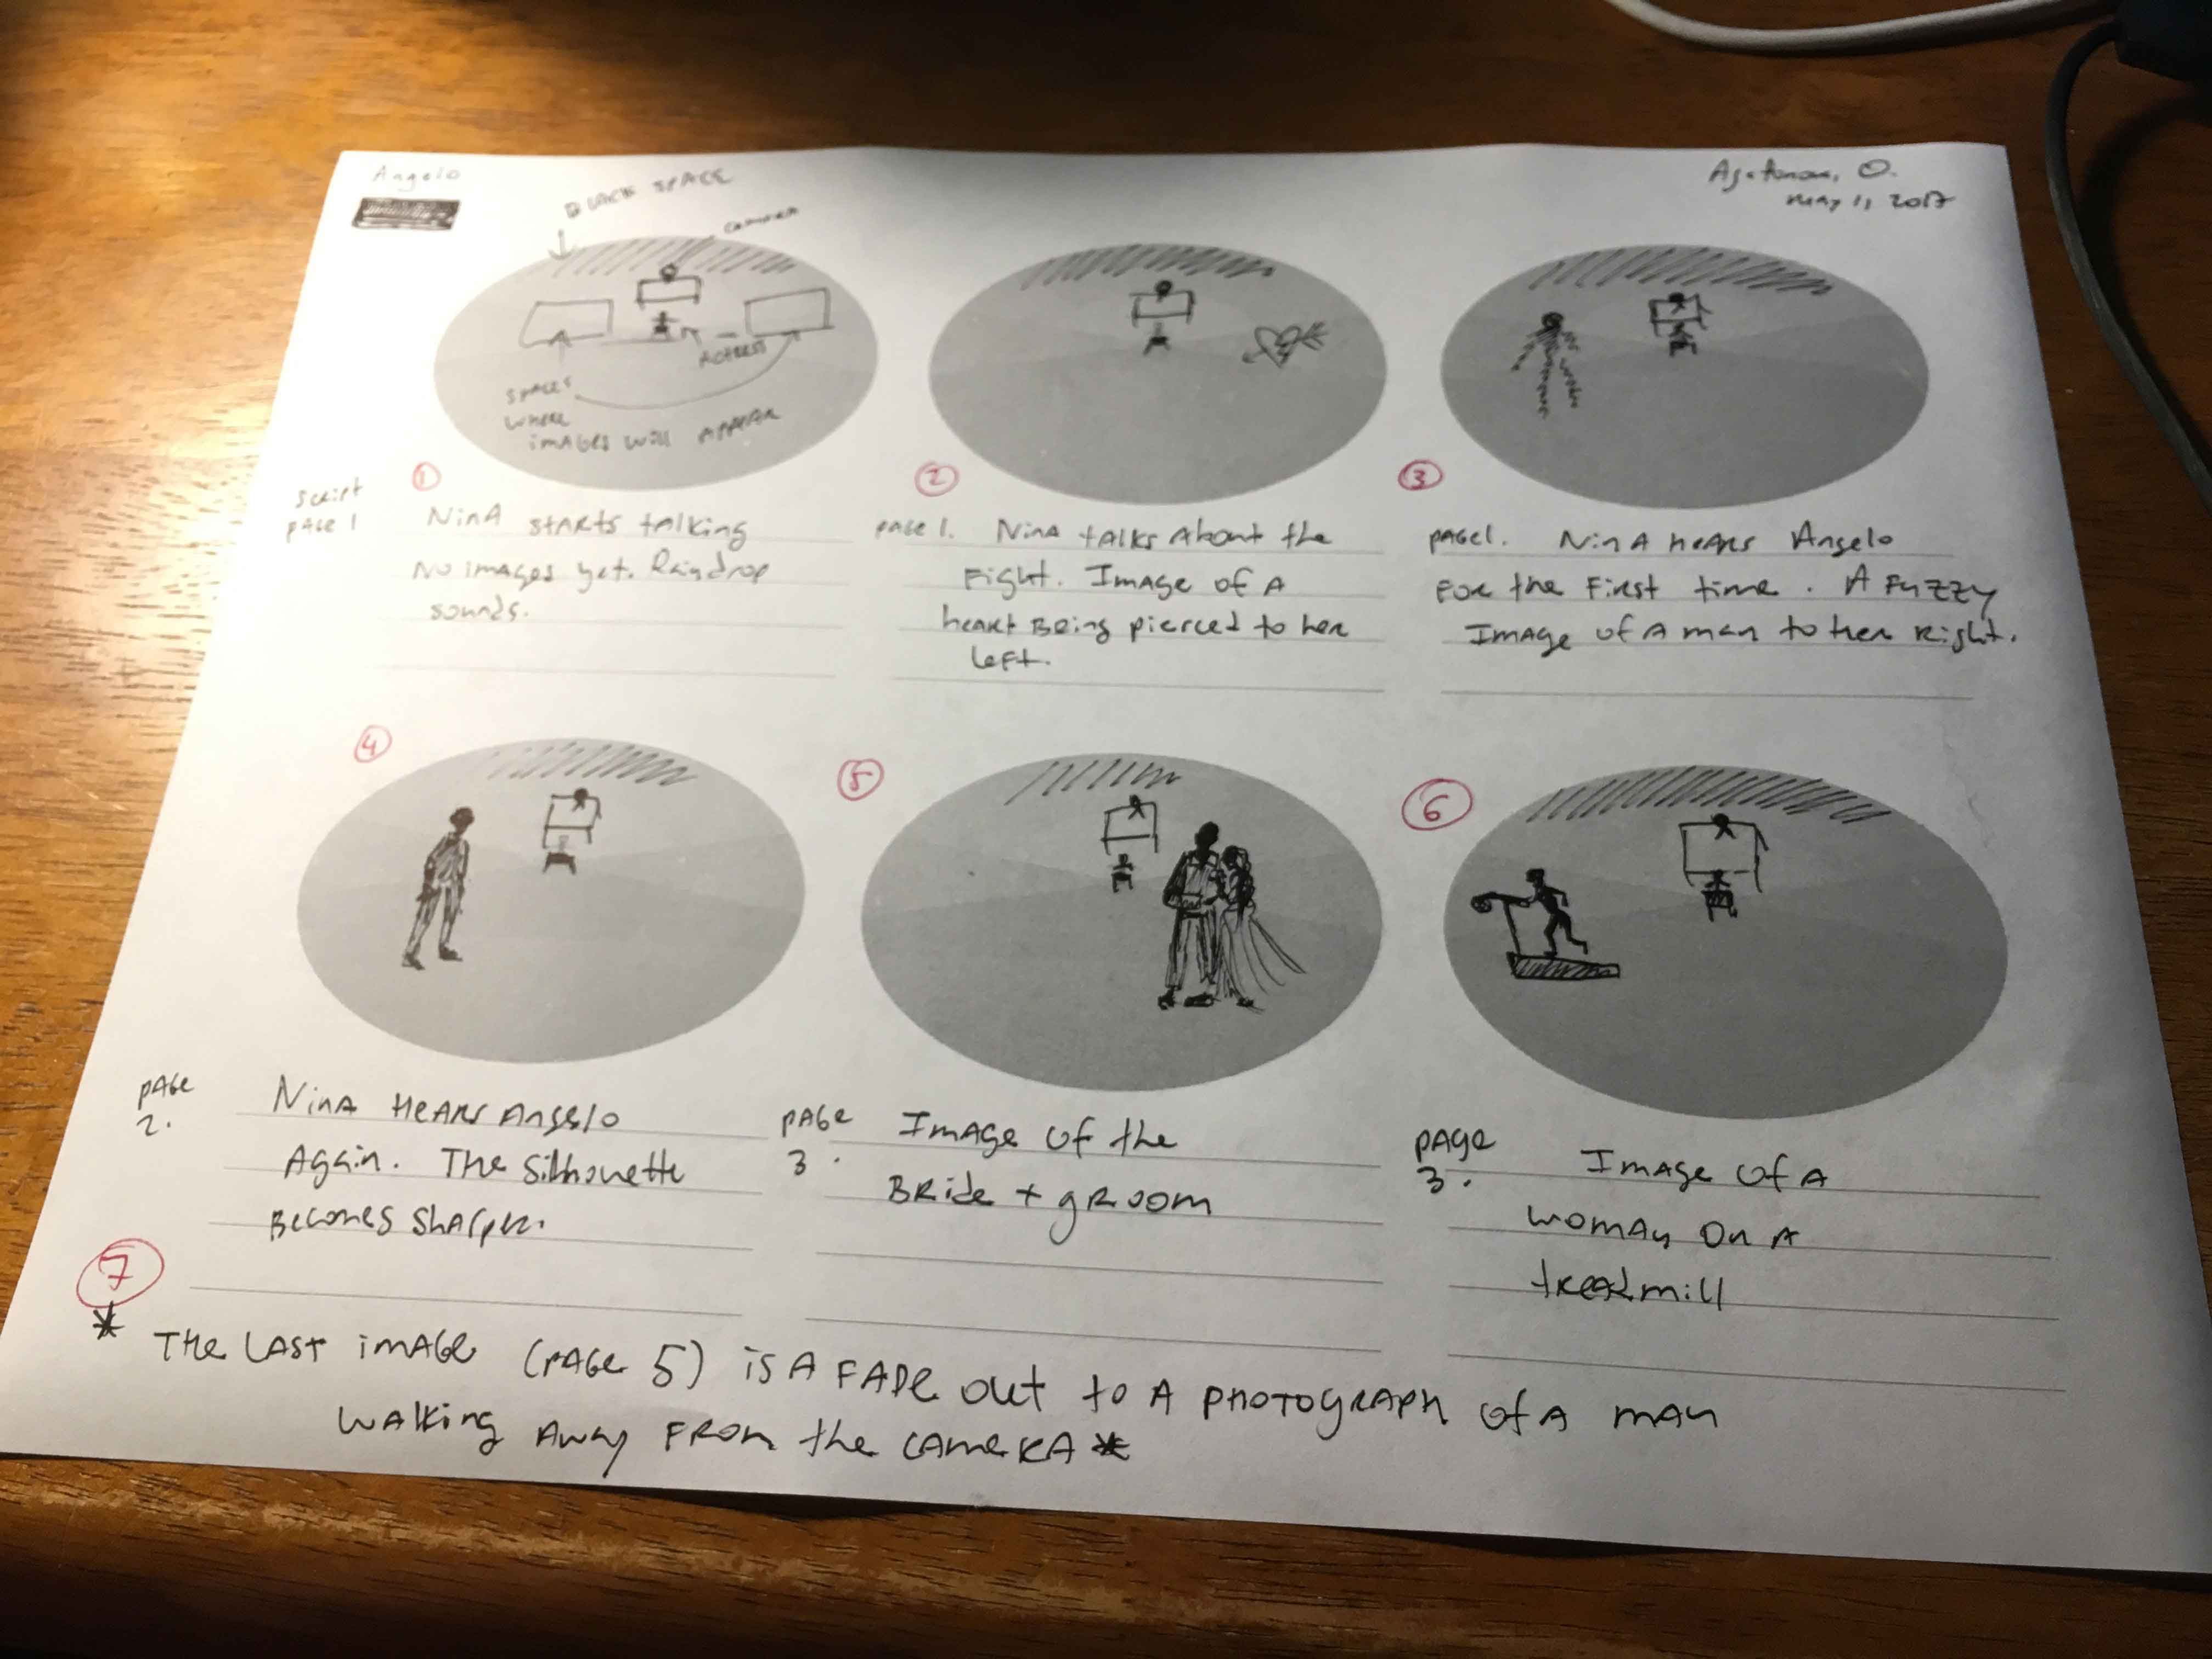 Angelo
O.
May 1, 2017
BLACK SPACE
camera
ACTRESS
SPACES
WHERE
IMAGES WILL APPEAR
1
Script
PAGE 1
NINA STARTS talking
NO IMAGES yet. Raindrop
sounds.
2
PAGE 1. NINA talks About the
Fight. Image of A
heart Being pierced to her
left.
3
PAGE 1. NINA HEARS Angelo
FOR the First time. A Fuzzy
Image of A man to her Right.
4
PAGE
2.
NINA HEARS Angelo
Again. The Silhouette
Becomes Sharper.
5
PAGE
3.
Image of the
Bride + gROOM
6
PAGE
3.
Image of A
woman On A
treadmill
7
* THE LAST IMAGE (PAGE 5) is A FADE out to A PHOTOGRAPH of A MAN
WALKING AWAY FROM the CAMERA *